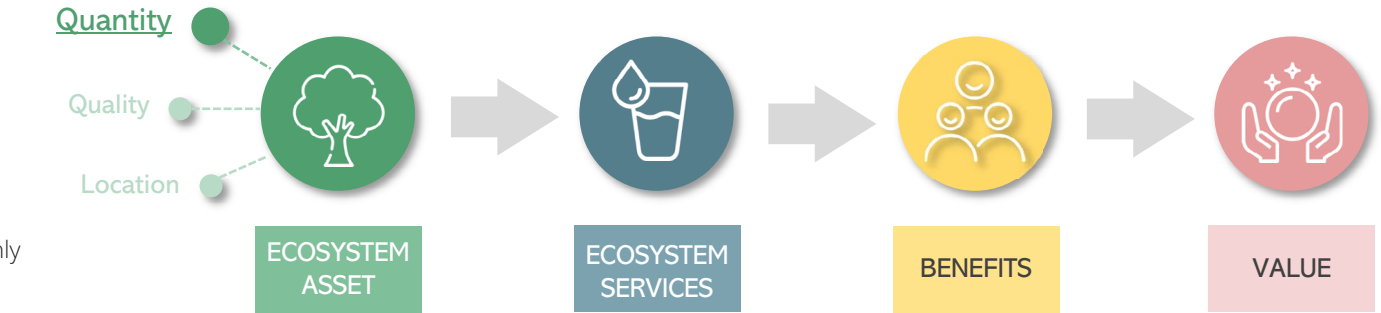 Quantity
Quality
Location
ECOSYSTEM
ASSET
ECOSYSTEM
SERVICES
BENEFITS
VALUE